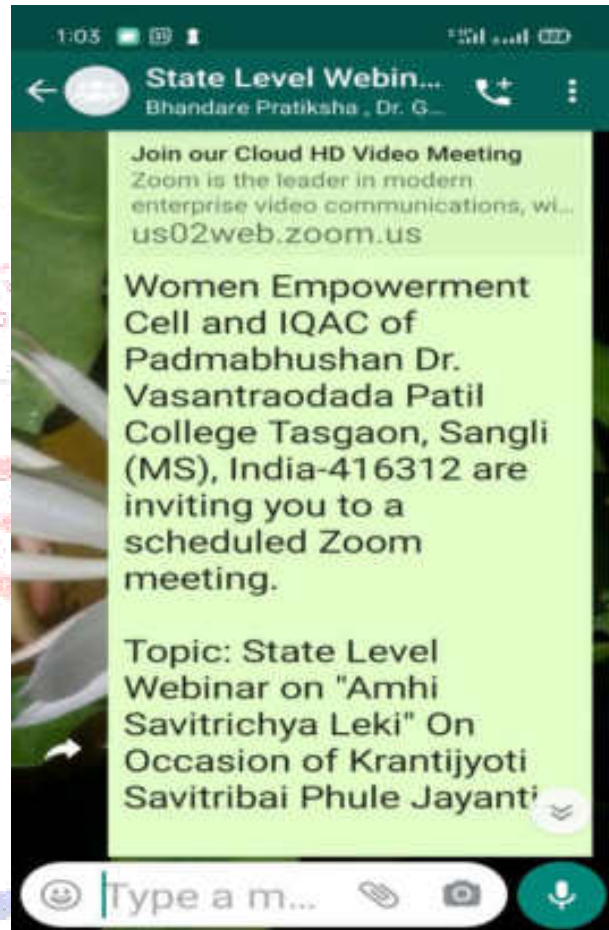 1:03
State Level Webin...
Bhandare Pratiksha , Dr. G...
Join our Cloud HD Video Meeting
Zoom is the leader in modern
enterprise video communications, wi...
us02web.zoom.us
Women Empowerment
Cell and IQAC of
Padmabhushan Dr.
Vasantraodada Patil
College Tasgaon, Sangli
(MS), India-416312 are
inviting you to a
scheduled Zoom
meeting.
Topic: State Level
Webinar on "Amhi
Savitrichya Leki" On
Occasion of Krantijyoti
Savitribai Phule Jayanti
Type a m...